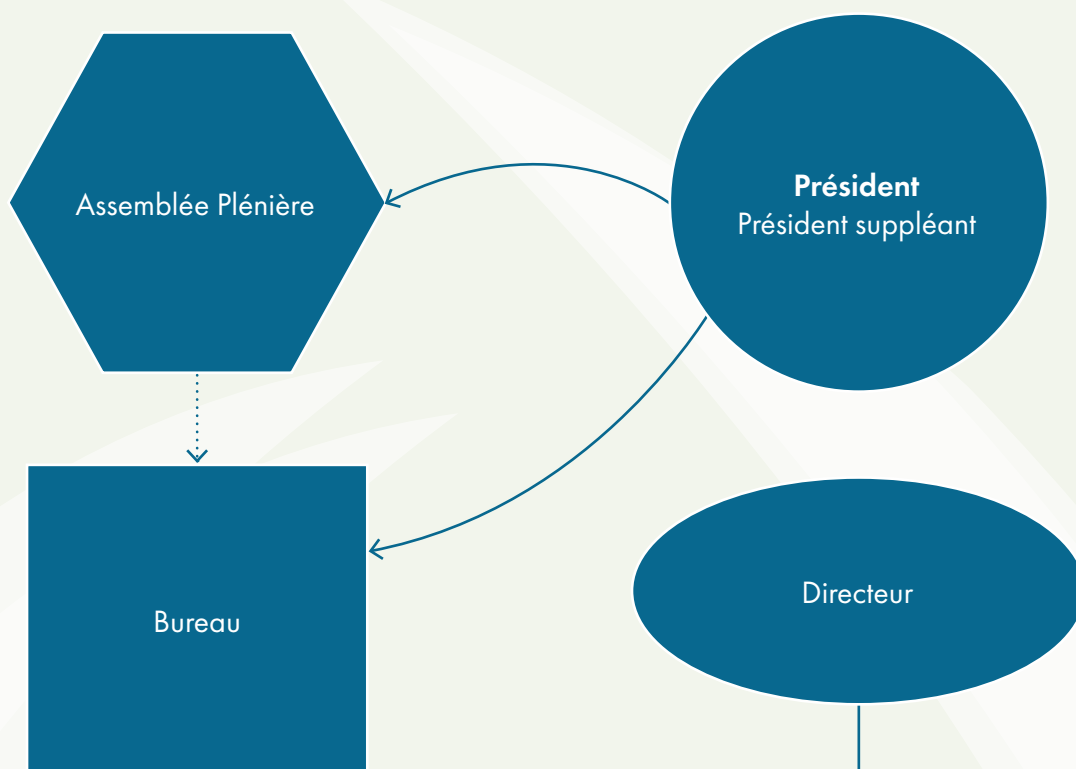 Assemblée Plénière
Président
Président suppléant
Directeur
Bureau